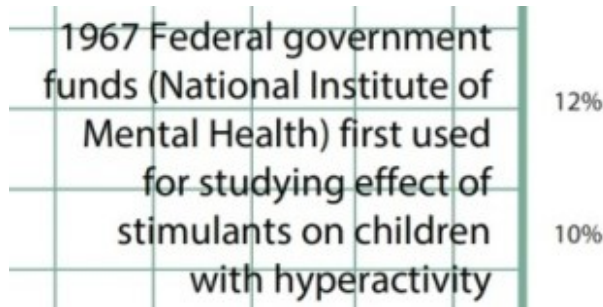 1967 Federal government
funds (National Institute of
Mental Health) first used
for studying effect of
stimulants on children
with hyperactivity
12%
10%